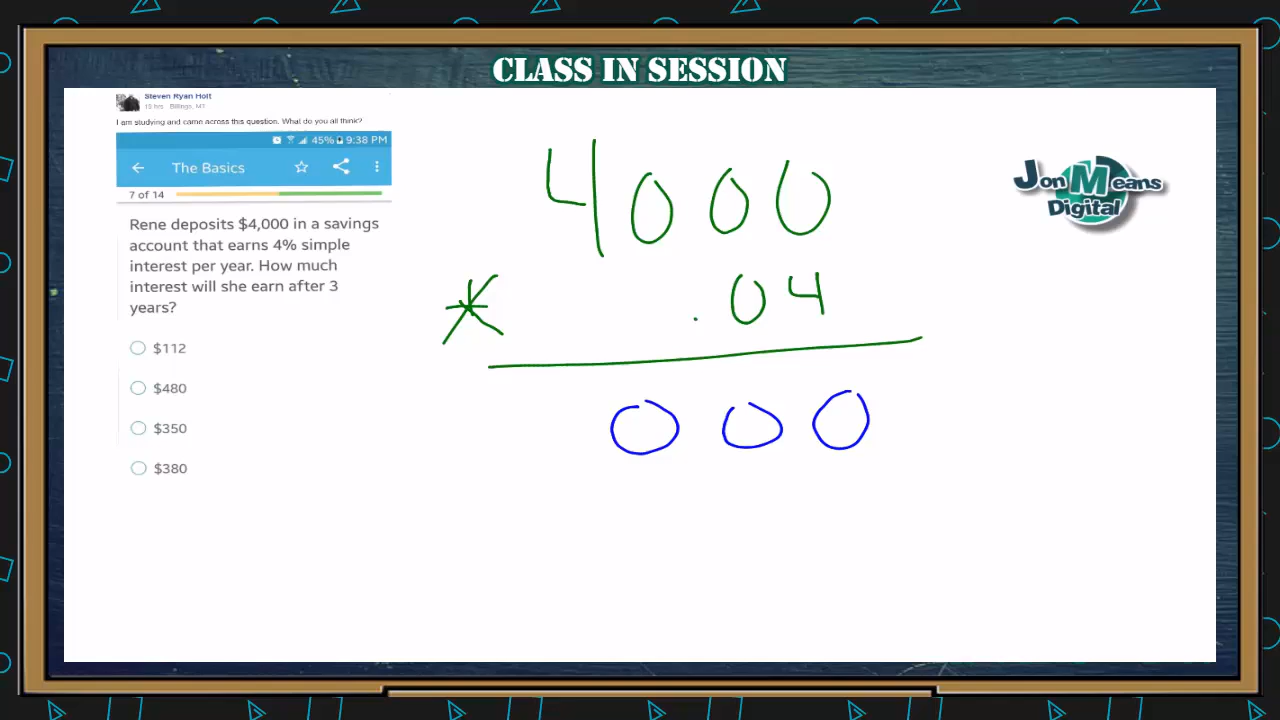 CLASS IN SESSION
Steven Ryan Holt
10 hrs · Billings, MT
I am studying and came across this question. What do you all think?
45% 9:38 PM
The Basics
7 of 14
Rene deposits $4,000 in a savings
account that earns 4% simple
interest per year. How much
interest will she earn after 3
years?
$112
$480
$350
$380
4000
* .04
000
Jon Means
Digital